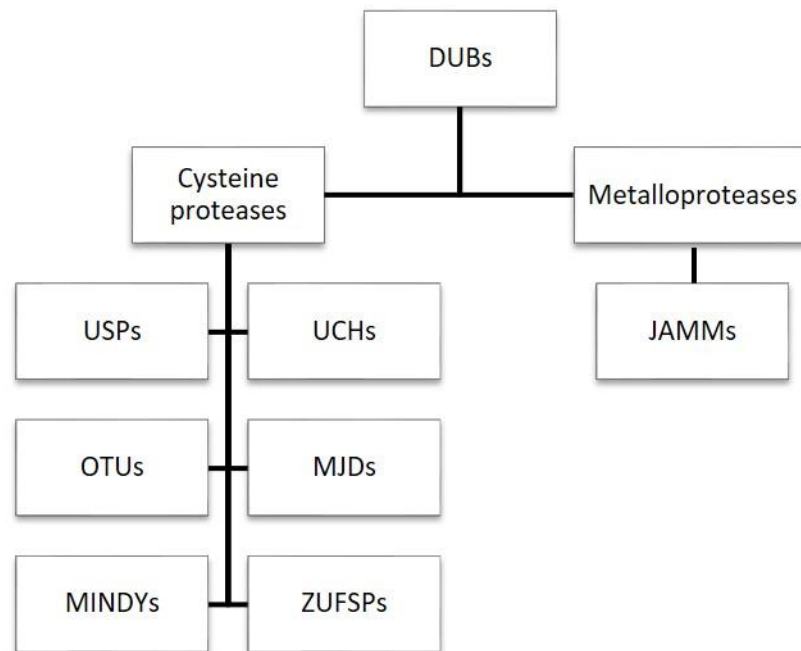 DUBs
Cysteine
proteases
Metalloproteases
USPs
UCHs
JAMMs
OTUs
MJDs
MINDYs
ZUFSPs